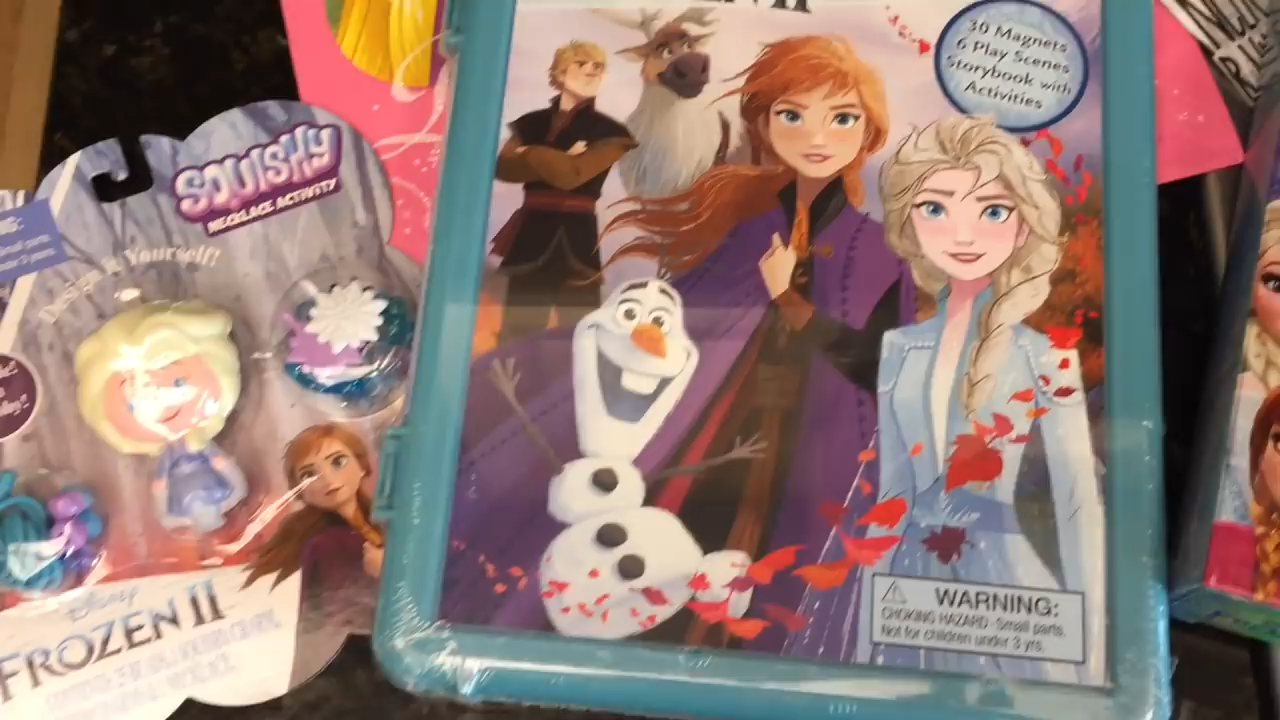 SQUISHY
NECKLACE ACTIVITY
Design it Yourself!
Disney
FROZEN II
30 Magnets
6 Play Scenes
Storybook with
Activities
WARNING:
CHOKING HAZARD-Small parts.
Not for children under 3 yrs.